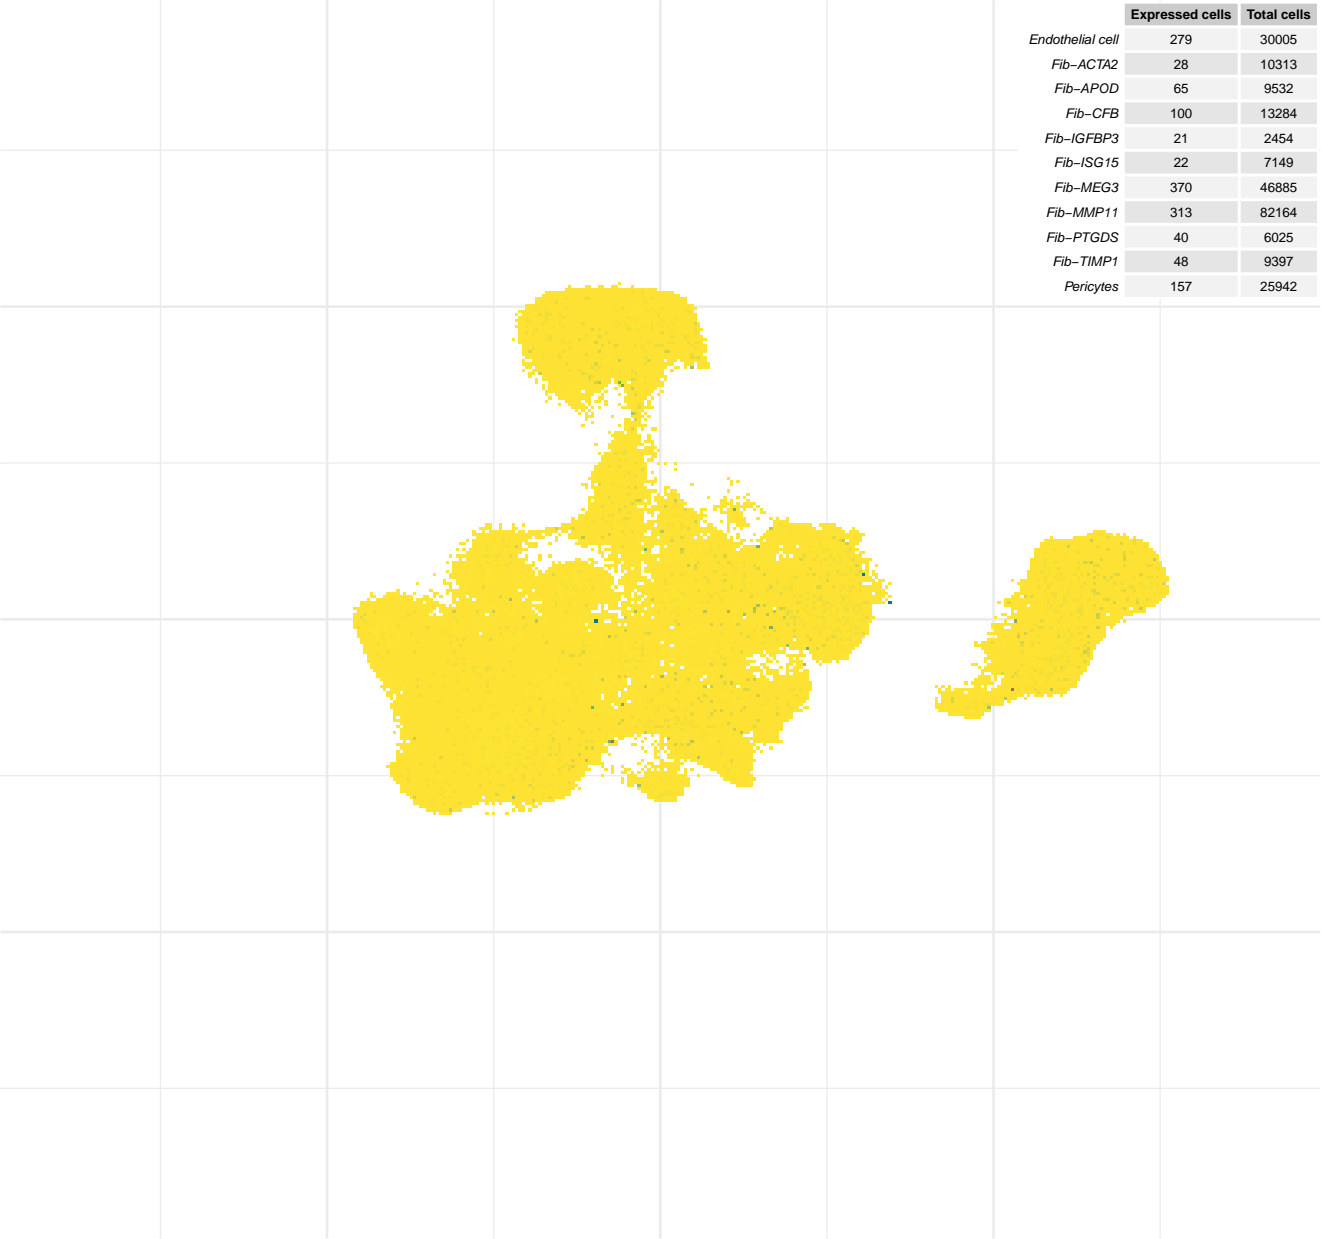 Expressed cells Total cells
Endothelial cell 279 30005
Fib−ACTA2 28 10313
Fib−APOD 65 9532
Fib−CFB 100 13284
Fib−IGFBP3 21 2454
Fib−ISG15 22 7149
Fib−MEG3 370 46885
Fib−MMP11 313 82164
Fib−PTGDS 40 6025
Fib−TIMP1 48 9397
Pericytes 157 25942